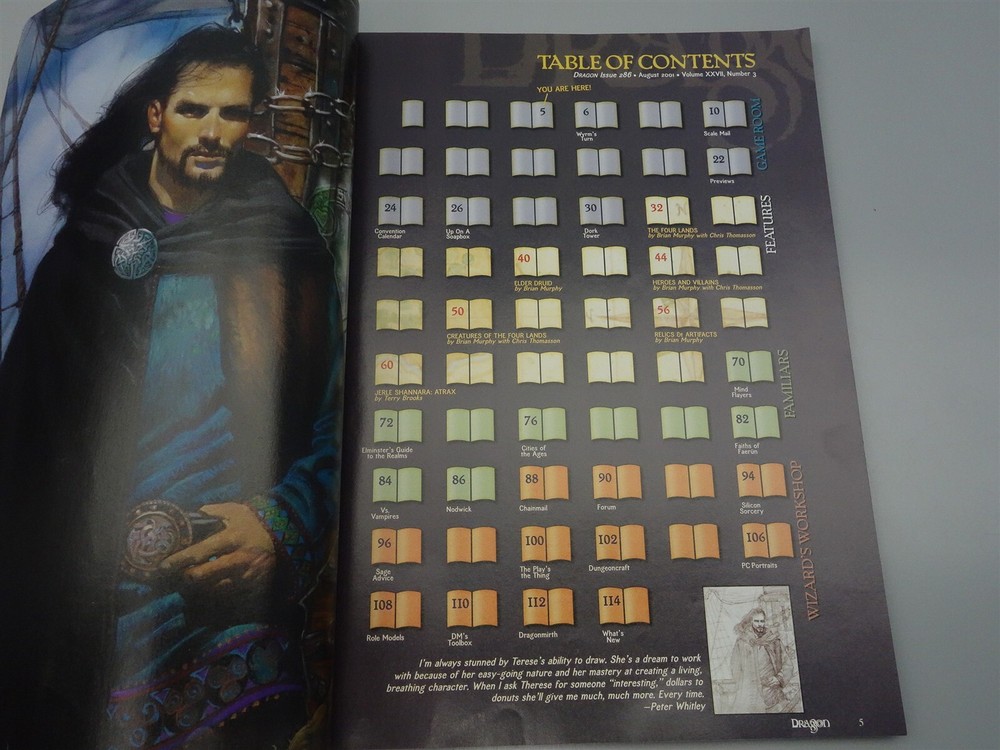 TABLE OF CONTENTS
DRAGON Issue 286 • August 2001 • Volume XXVII, Number 3
YOU ARE HERE!
5
6
10
Wyrm's
Turn
Scale Mail
GAME ROOM
22
Previews
24
26
30
32
Convention
Calendar
Up On A
Soapbox
Dork
Tower
THE FOUR LANDS
by Brian Murphy with Chris Thomasson
FEATURES
40
44
ELDER DRUID
by Brian Murphy
HEROES AND VILLAINS
by Brian Murphy with Chris Thomasson
50
56
CREATURES OF THE FOUR LANDS
by Brian Murphy with Chris Thomasson
RELICS & ARTIFACTS
by Brian Murphy
60
70
JERLE SHANNARA: ATRAX
by Terry Brooks
Mind
Flayers
FAMILIARS
72
76
82
Elminster's Guide
to the Realms
Cities of
the Ages
Faiths of
Faerûn
84
86
88
90
94
Vs.
Vampires
Nodwick
Chainmail
Forum
Silicon
Sorcery
WIZARD'S WORKSHOP
96
100
102
106
Sage
Advice
The Play's
the Thing
Dungeoncraft
PC Portraits
108
110
112
114
Role Models
DM's
Toolbox
Dragonmirth
What's
New
I'm always stunned by Terese's ability to draw. She's a dream to work
with because of her easy-going nature and her mastery at creating a living,
breathing character. When I ask Therese for someone "interesting," dollars to
donuts she'll give me much, much more. Every time.
—Peter Whitley
DRAGON 5